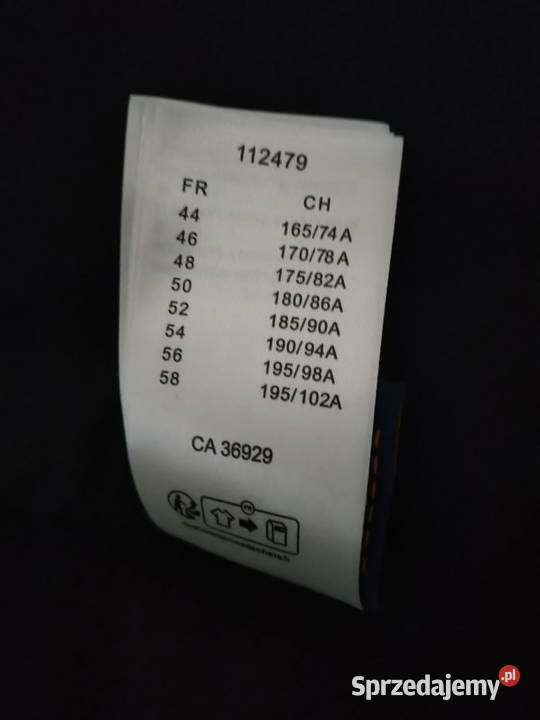 112479
FR CH
44 165/74A
46 170/78A
48 175/82A
50 180/86A
52 185/90A
54 190/94A
56 195/98A
58 195/102A
CA 36929
FR
Sprzedajemy.pl